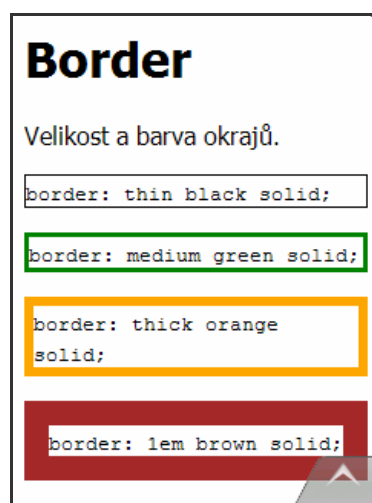 Border
Velikost a barva okrajů.
border: thin black solid;
border: medium green solid;
border: thick orange
solid;
border: 1em brown solid;